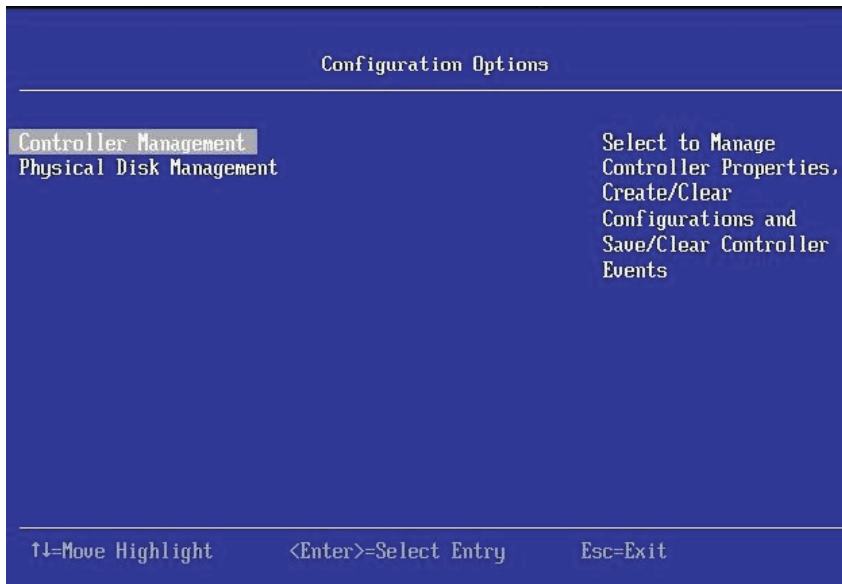 Configuration Options
Controller Management
Physical Disk Management
Select to Manage
Controller Properties,
Create/Clear
Configurations and
Save/Clear Controller
Events
↑↓=Move Highlight <Enter>=Select Entry Esc=Exit